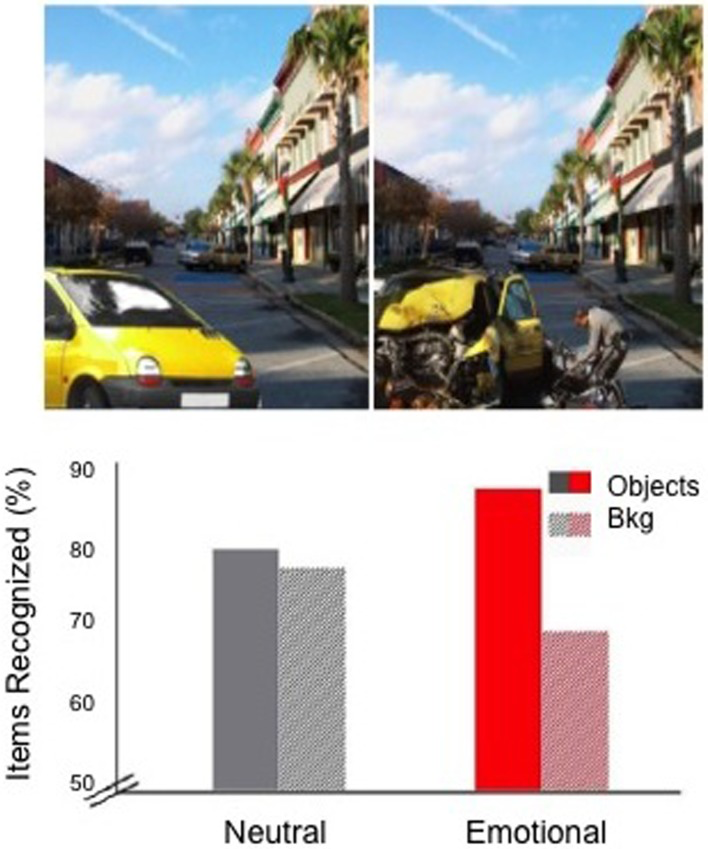 90
80
70
60
50
Items Recognized (%)
Objects
Bkg
Neutral
Emotional